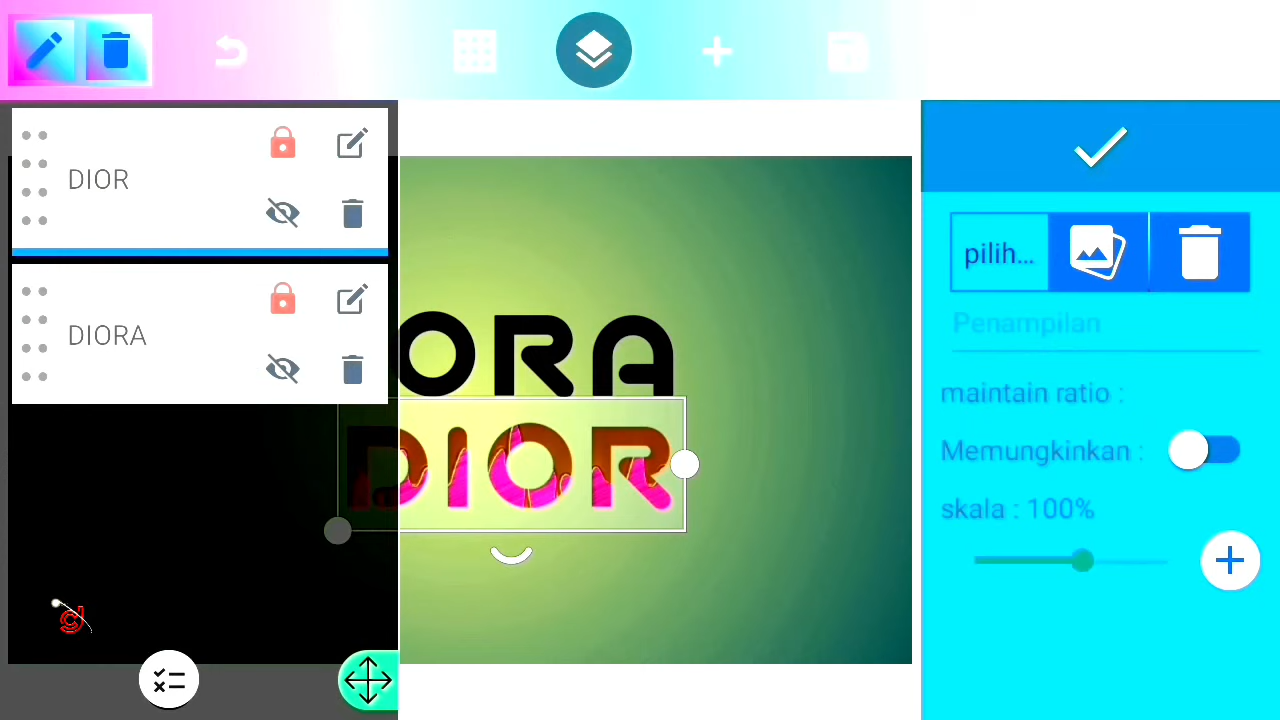 DIOR
DIORA
ORA
DIOR
pilih...
Penampilan
maintain ratio :
Memungkinkan :
skala : 100%
d